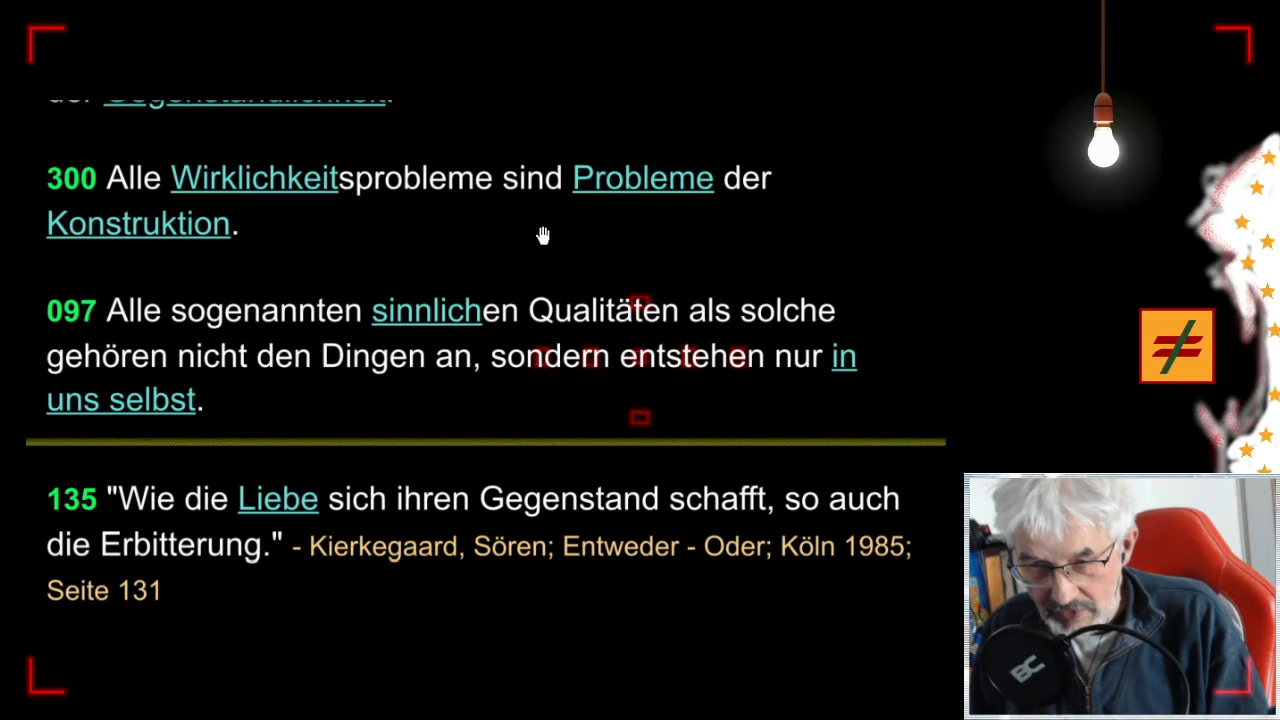 300 Alle Wirklichkeitsprobleme sind Probleme der
Konstruktion.
097 Alle sogenannten sinnlichen Qualitäten als solche
gehören nicht den Dingen an, sondern entstehen nur in
uns selbst.
135 "Wie die Liebe sich ihren Gegenstand schafft, so auch
die Erbitterung." - Kierkegaard, Sören; Entweder - Oder; Köln 1985;
Seite 131
≠
BC